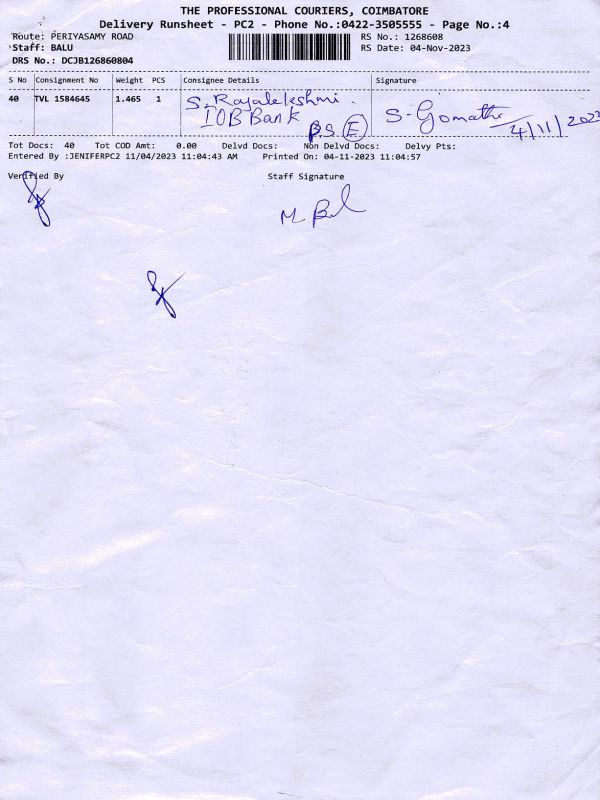 THE PROFESSIONAL COURIERS, COIMBATORE
Delivery Runsheet - PC2 - Phone No.:0422-3505555 - Page No.:4
Route: PERIYASAMY ROAD RS No.: 1268608
Staff: BALU RS Date: 04-Nov-2023
DRS No.: DCJB126860804
S No Consignment No Weight PCS Consignee Details Signature
40 TVL 1584645 1.465 1 S. Rajalekshmi. S. Gomathi
IOB Bank
B.S. (E) 4/11/2023
Tot Docs: 40 Tot COD Amt: 0.00 Delvd Docs: Non Delvd Docs: Delvy Pts:
Entered By :JENIFERPC2 11/04/2023 11:04:43 AM Printed On: 04-11-2023 11:04:57
Verified By Staff Signature